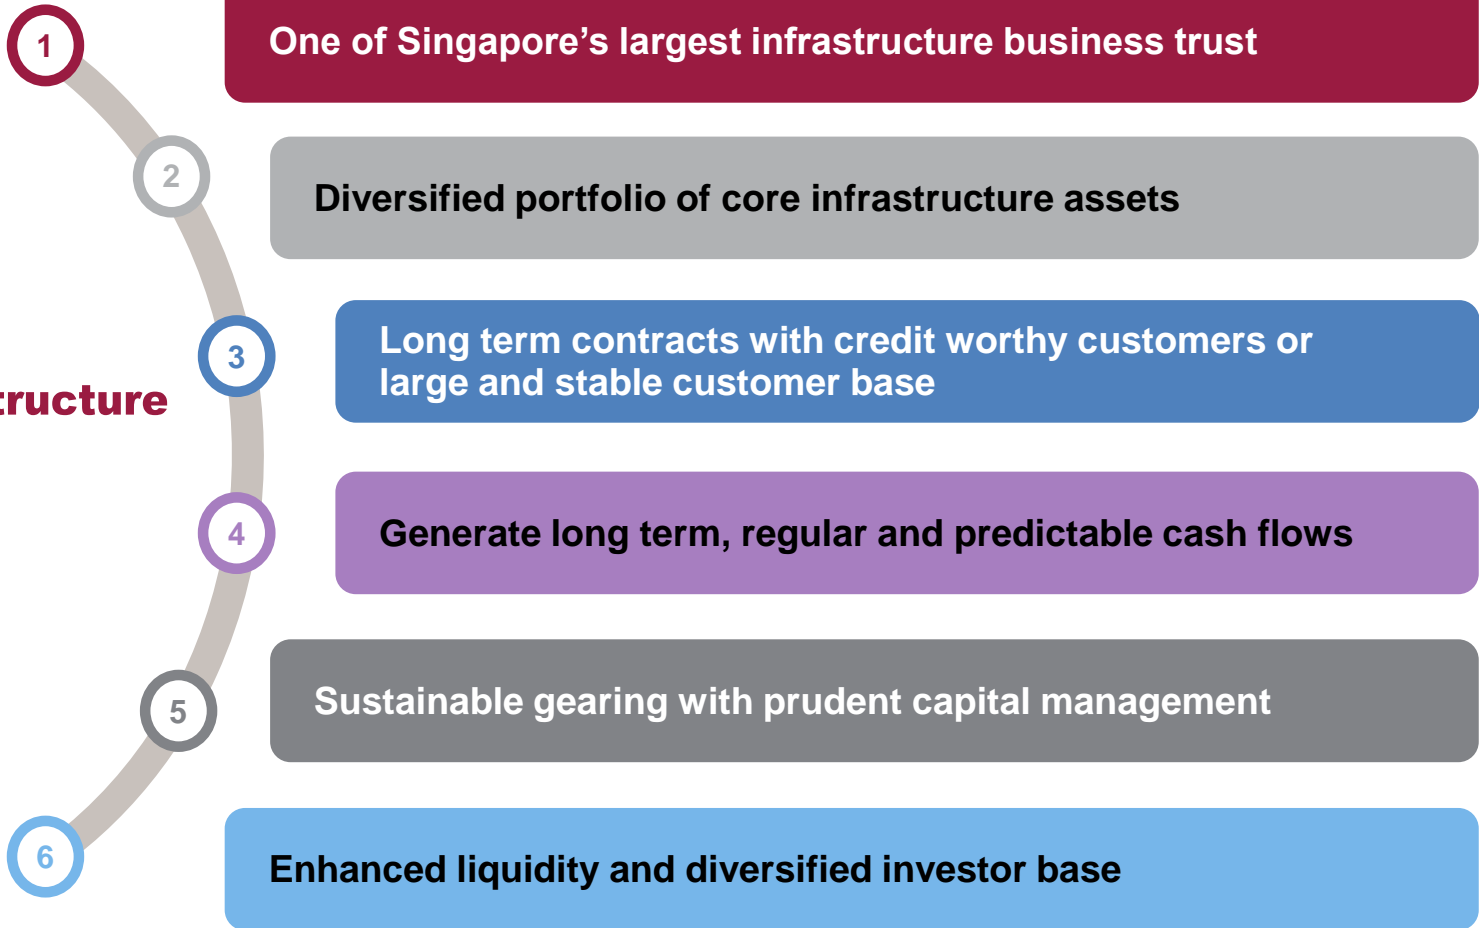 1
One of Singapore’s largest infrastructure business trust
2
Diversified portfolio of core infrastructure assets
3
Long term contracts with credit worthy customers or
large and stable customer base
tructure
4
Generate long term, regular and predictable cash flows
5
Sustainable gearing with prudent capital management
6
Enhanced liquidity and diversified investor base